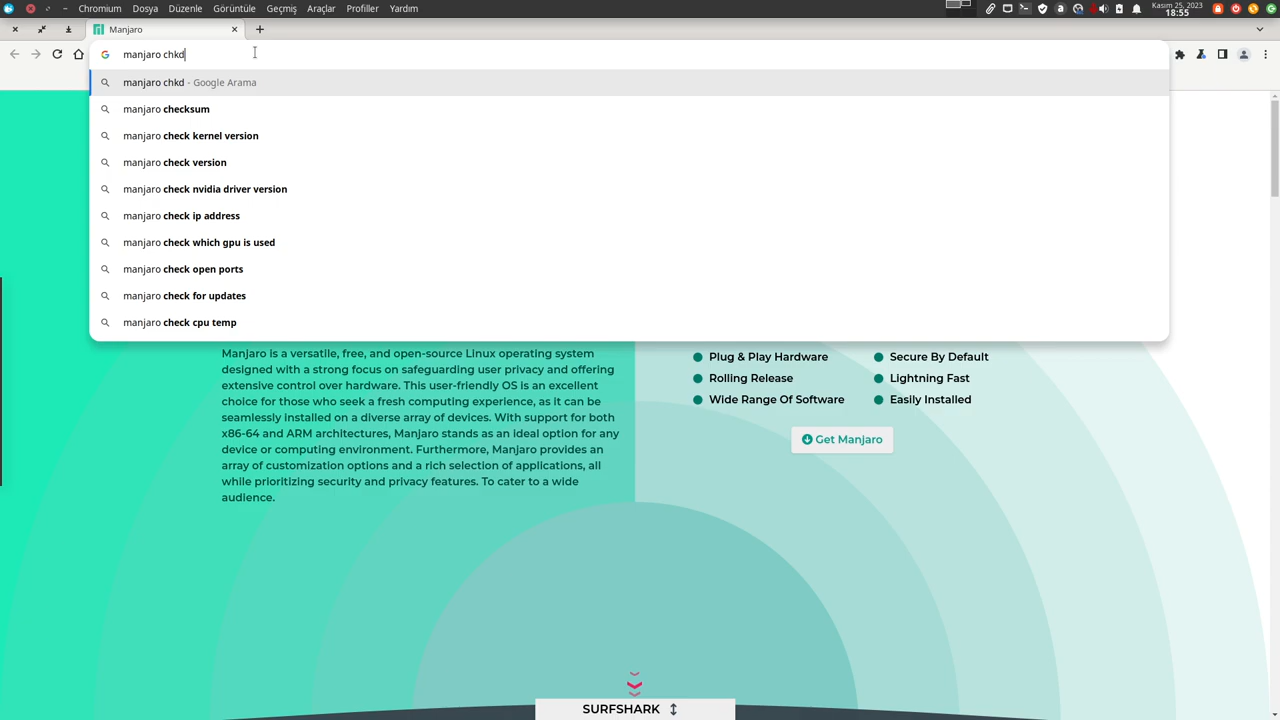 Chromium Dosya Düzenle Görüntüle Geçmiş Araçlar Profiller Yardım
Kasım 25, 2023
18:55
Manjaro
manjaro chkd
manjaro chkd - Google Arama
manjaro checksum
manjaro check kernel version
manjaro check version
manjaro check nvidia driver version
manjaro check ip address
manjaro check which gpu is used
manjaro check open ports
manjaro check for updates
manjaro check cpu temp
Manjaro is a versatile, free, and open-source Linux operating system
designed with a strong focus on safeguarding user privacy and offering
extensive control over hardware. This user-friendly OS is an excellent
choice for those who seek a fresh computing experience, as it can be
seamlessly installed on a diverse array of devices. With support for both
x86-64 and ARM architectures, Manjaro stands as an ideal option for any
device or computing environment. Furthermore, Manjaro provides an
array of customization options and a rich selection of applications, all
while prioritizing security and privacy features. To cater to a wide
audience.
Plug & Play Hardware
Secure By Default
Rolling Release
Lightning Fast
Wide Range Of Software
Easily Installed
Get Manjaro
SURFSHARK